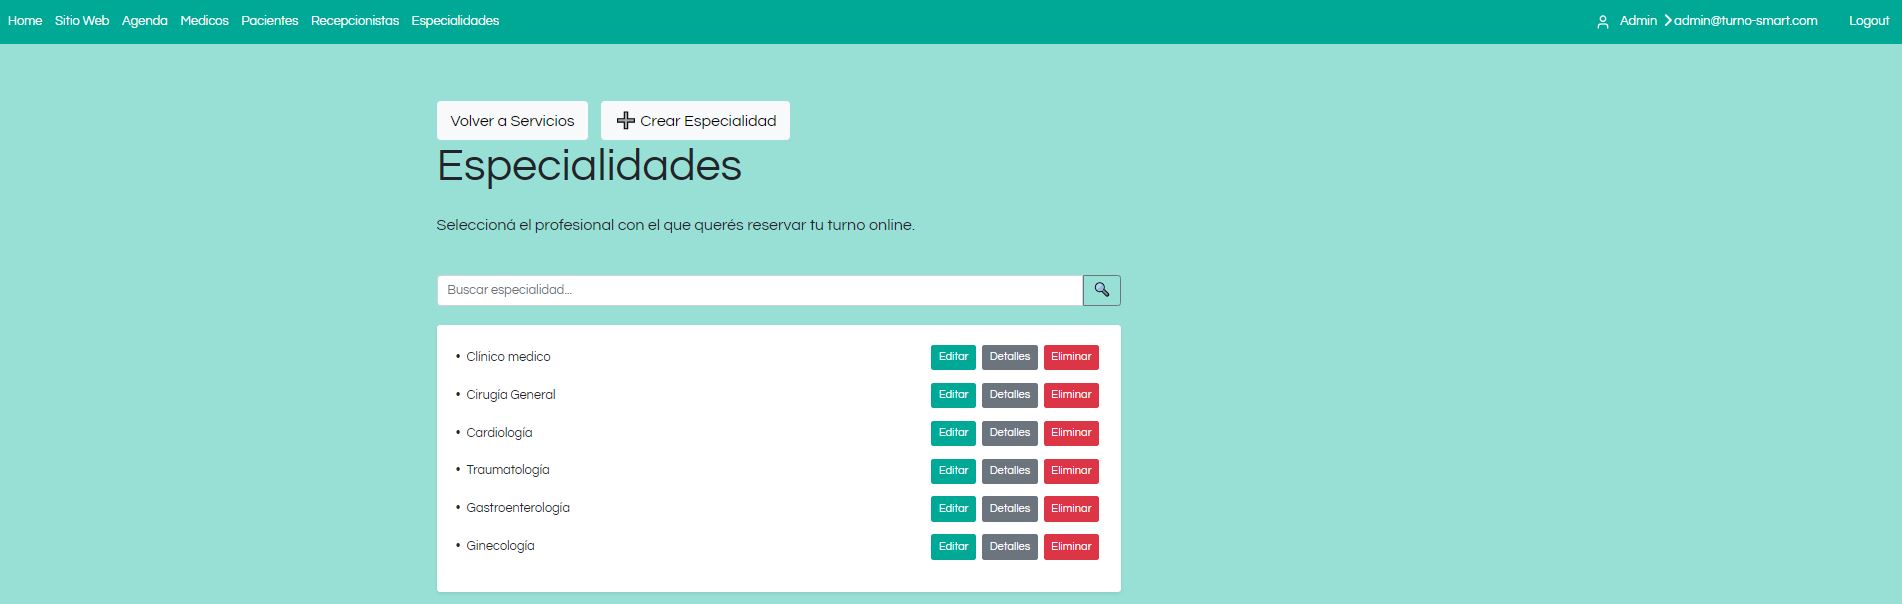 Home Sitio Web Agenda Medicos Pacientes Recepcionistas Especialidades Admin admin@turno-smart.com Logout
Volver a Servicios Crear Especialidad
Especialidades
Seleccioná el profesional con el que querés reservar tu turno online.
Buscar especialidad...
• Clínico medico Editar Detalles Eliminar
• Cirugía General Editar Detalles Eliminar
• Cardiología Editar Detalles Eliminar
• Traumatología Editar Detalles Eliminar
• Gastroenterología Editar Detalles Eliminar
• Ginecología Editar Detalles Eliminar